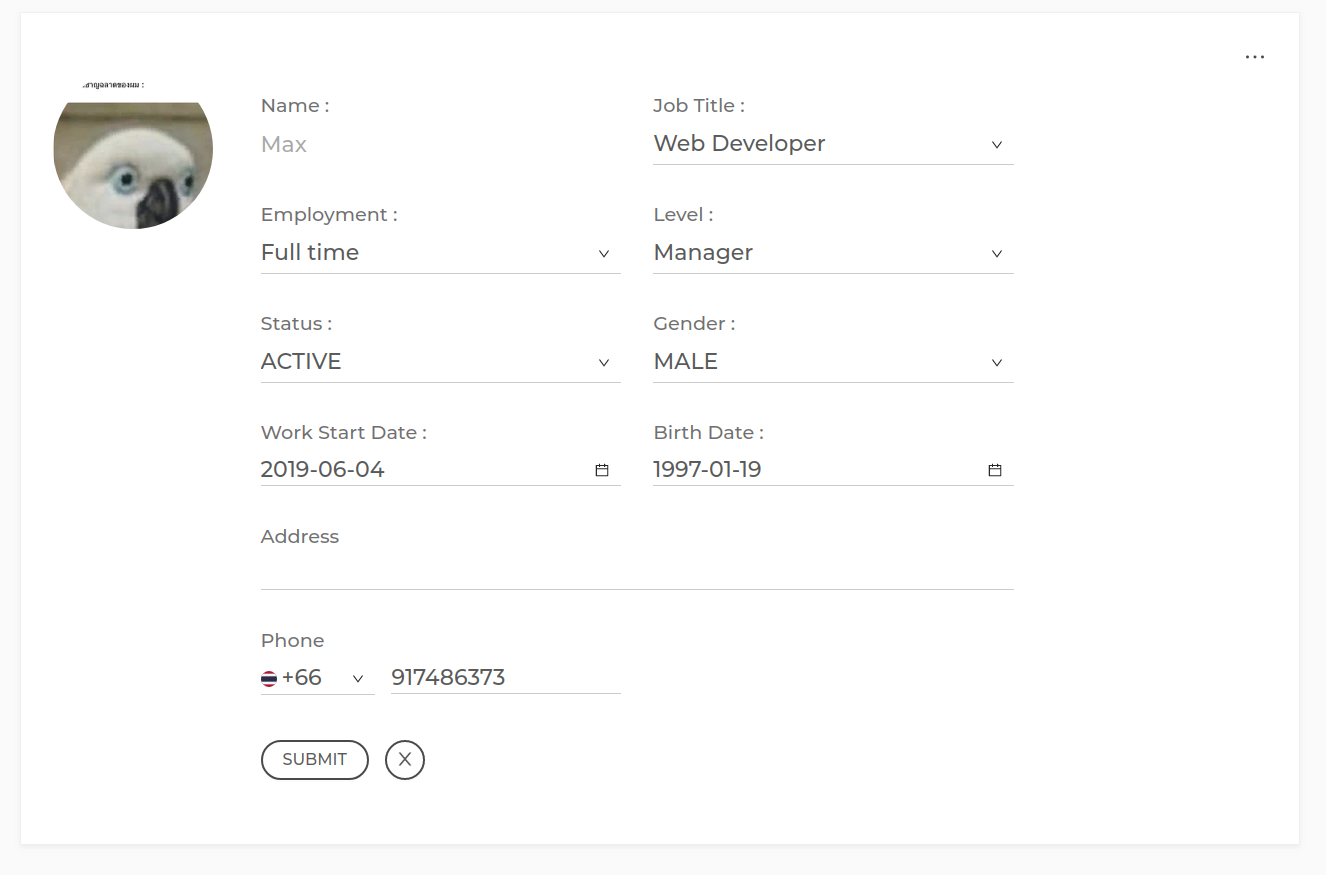 ...
Name :
Job Title :
Max
Web Developer
Employment :
Level :
Full time
Manager
Status :
Gender :
ACTIVE
MALE
Work Start Date :
Birth Date :
2019-06-04
1997-01-19
Address
Phone
+66
917486373
SUBMIT
X